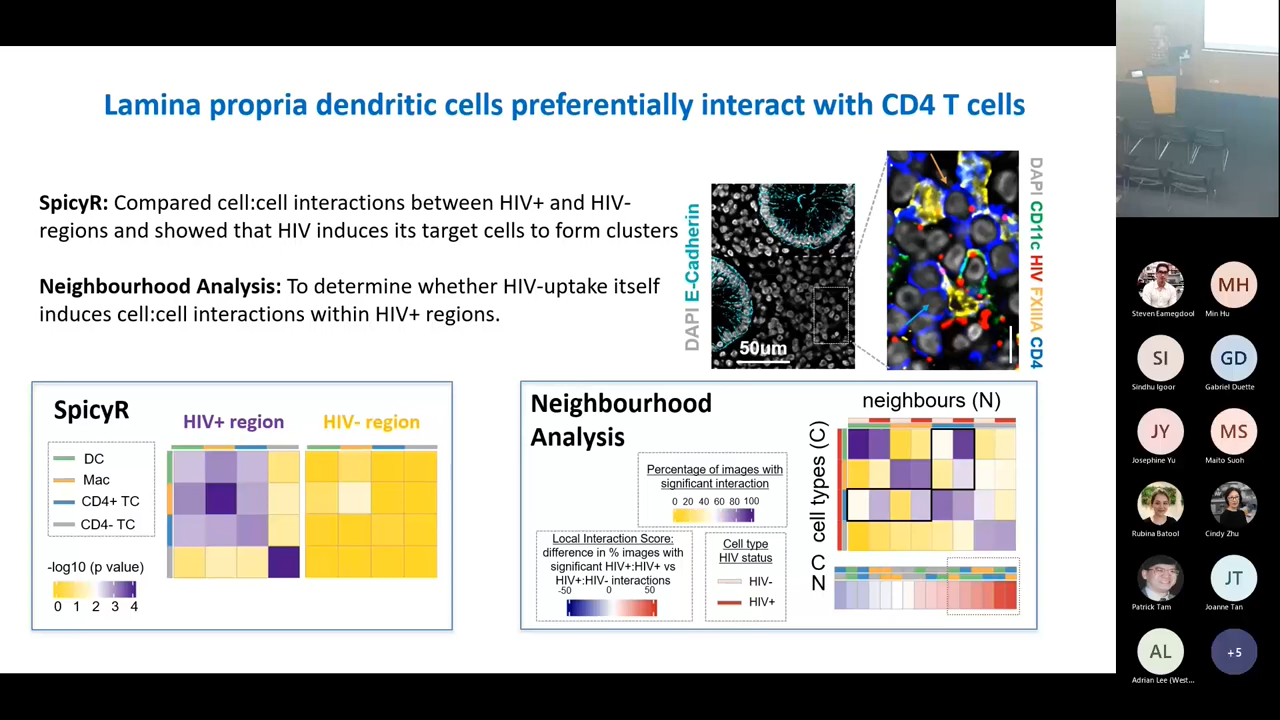 Lamina propria dendritic cells preferentially interact with CD4 T cells
SpicyR: Compared cell:cell interactions between HIV+ and HIV-
regions and showed that HIV induces its target cells to form clusters
Neighbourhood Analysis: To determine whether HIV-uptake itself
induces cell:cell interactions within HIV+ regions.
DAPI E-Cadherin
50um
DAPI CD11c HIV FXIIIA CD4
SpicyR
HIV+ region
HIV- region
DC
Mac
CD4+ TC
CD4- TC
-log10 (p value)
0 1 2 3 4
Neighbourhood
Analysis
neighbours (N)
cell types (C)
Percentage of images with
significant interaction
0 20 40 60 80 100
Local Interaction Score:
difference in % images with
significant HIV+:HIV+ vs
HIV+:HIV- interactions
-50 0 50
Cell type
HIV status
HIV-
HIV+
C
N
Steven Eamegdool
MH
Min Hu
SI
Sindhu Igoor
GD
Gabriel Duette
JY
Josephine Yu
MS
Maito Suoh
Rubina Batool
Cindy Zhu
Patrick Tam
JT
Joanne Tan
AL
Adrian Lee (West...
+5